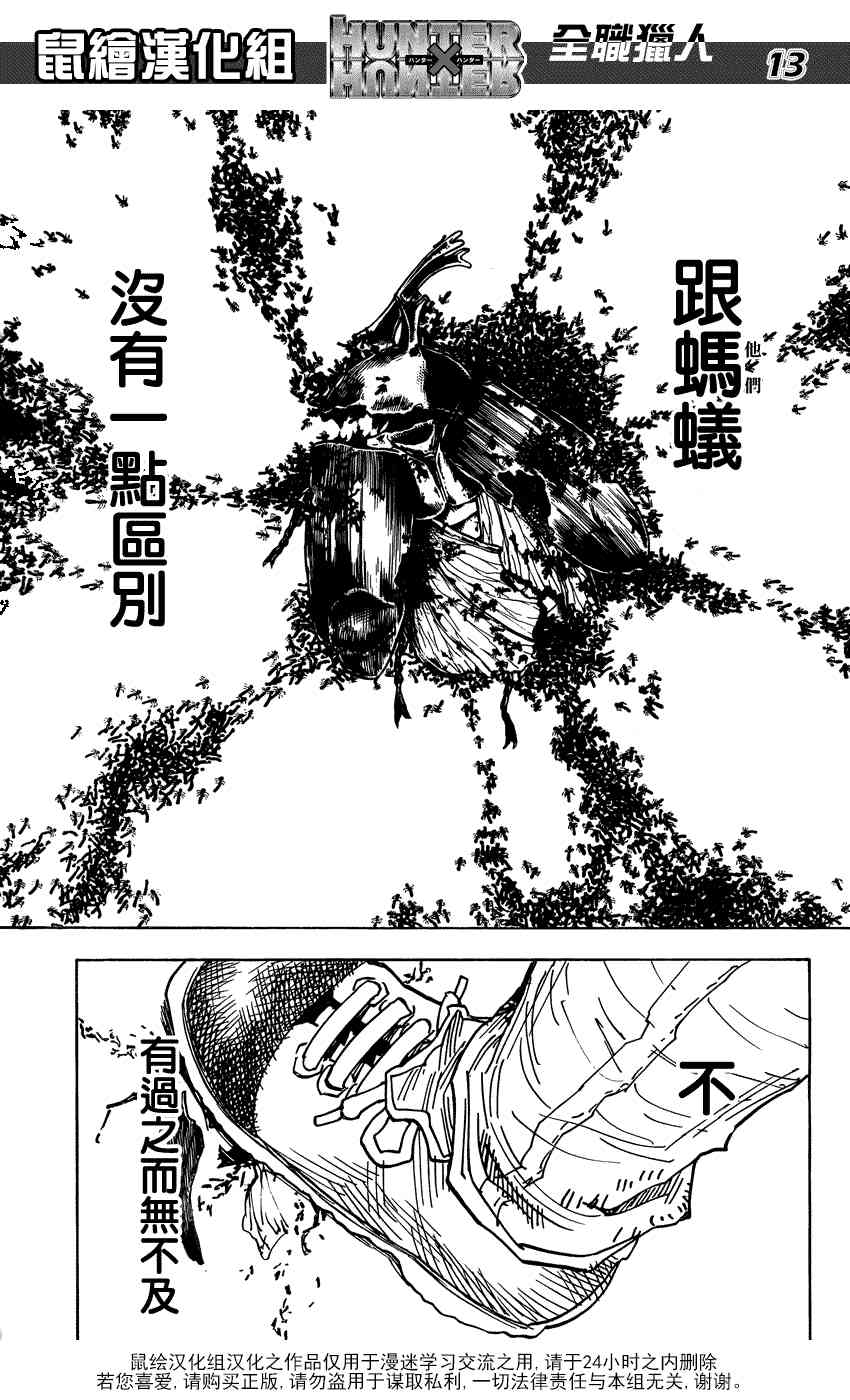 鼠繪漢化組
HUNTER×HUNTER
ハンター×ハンター
全職獵人
13
跟螞蟻
他們
沒有一點區別
不
有過之而無不及
鼠绘汉化组汉化之作品仅用于漫迷学习交流之用,请于24小时之内删除
若您喜爱,请购买正版,请勿盗用于谋取私利,一切法律责任与本组无关,谢谢。